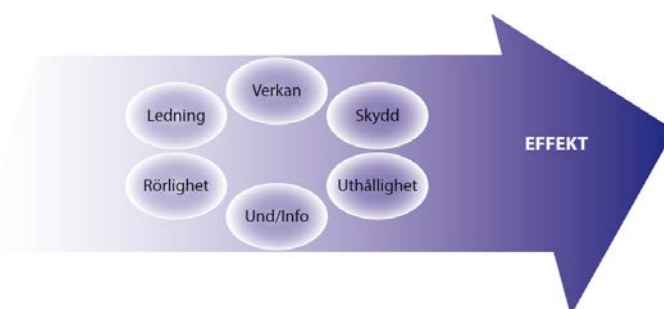 Verkan
Ledning
Skydd
EFFEKT
Rörlighet
Uthållighet
Und/Info